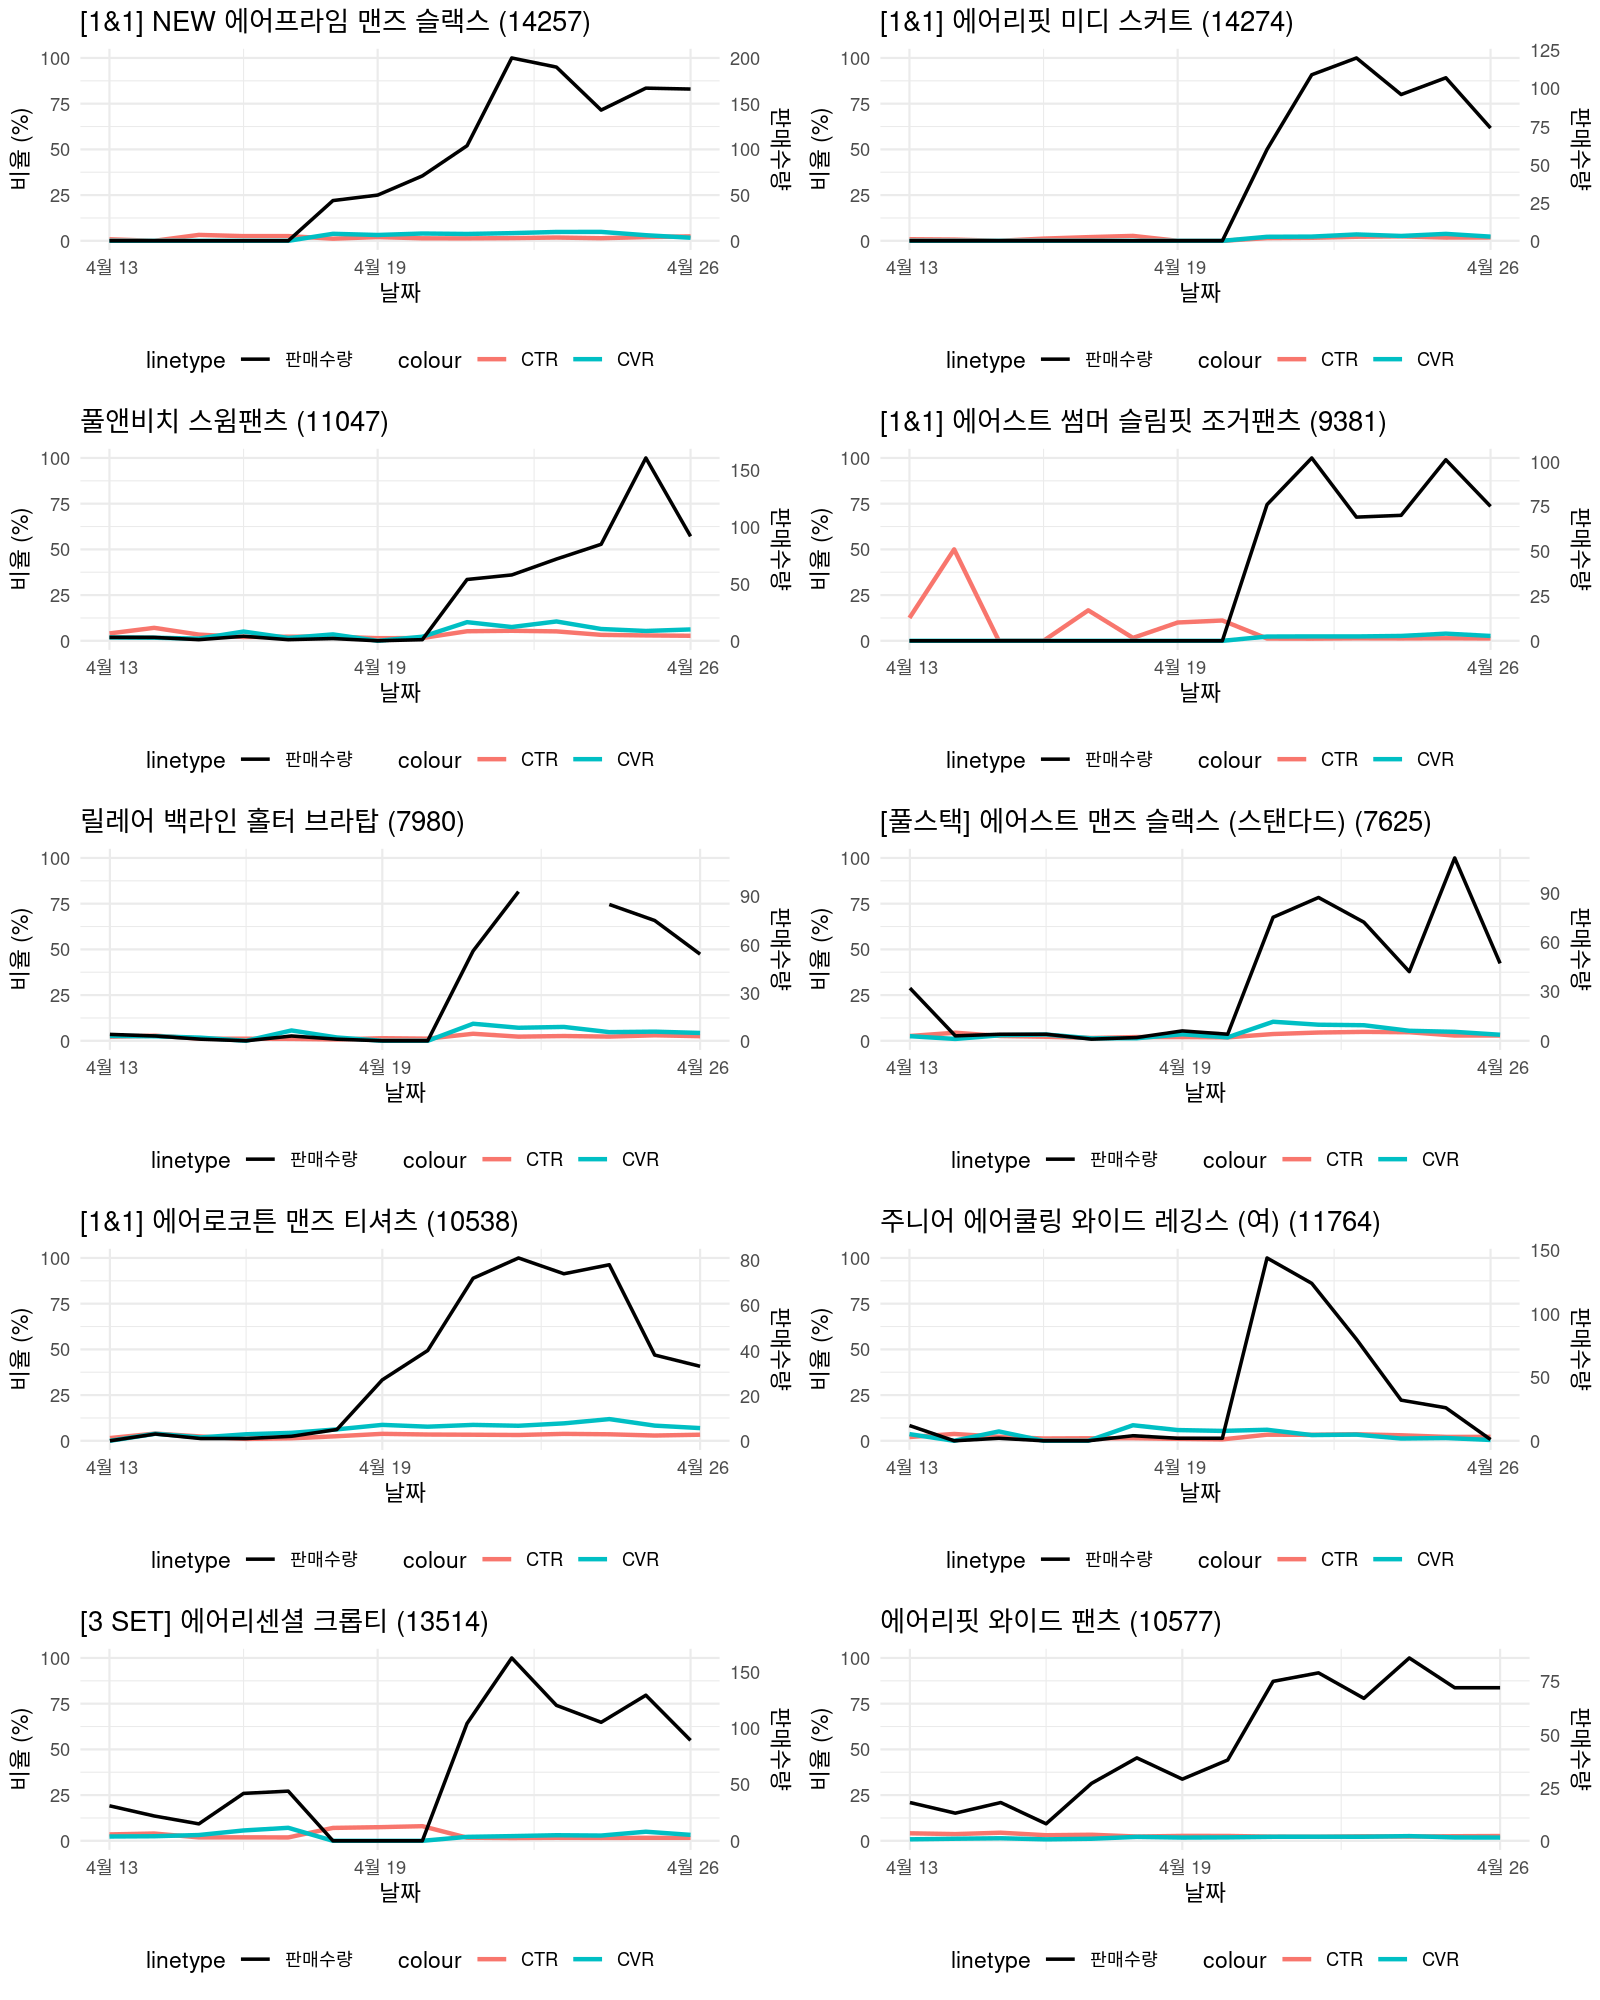 [1&1] NEW 에어프라임 맨즈 슬랙스 (14257)
100
75
50
25
0
비율 (%)
200
150
100
50
0
판매수량
4월 13
4월 19
4월 26
날짜
linetype 판매수량 colour CTR CVR
[1&1] 에어리핏 미디 스커트 (14274)
100
75
50
25
0
비율 (%)
125
100
75
50
25
0
판매수량
4월 13
4월 19
4월 26
날짜
linetype 판매수량 colour CTR CVR
풀앤비치 스윔팬츠 (11047)
100
75
50
25
0
비율 (%)
150
100
50
0
판매수량
4월 13
4월 19
4월 26
날짜
linetype 판매수량 colour CTR CVR
[1&1] 에어스트 썸머 슬림핏 조거팬츠 (9381)
100
75
50
25
0
비율 (%)
100
75
50
25
0
판매수량
4월 13
4월 19
4월 26
날짜
linetype 판매수량 colour CTR CVR
릴레어 백라인 홀터 브라탑 (7980)
100
75
50
25
0
비율 (%)
90
60
30
0
판매수량
4월 13
4월 19
4월 26
날짜
linetype 판매수량 colour CTR CVR
[풀스택] 에어스트 맨즈 슬랙스 (스탠다드) (7625)
100
75
50
25
0
비율 (%)
90
60
30
0
판매수량
4월 13
4월 19
4월 26
날짜
linetype 판매수량 colour CTR CVR
[1&1] 에어로코튼 맨즈 티셔츠 (10538)
100
75
50
25
0
비율 (%)
80
60
40
20
0
판매수량
4월 13
4월 19
4월 26
날짜
linetype 판매수량 colour CTR CVR
주니어 에어쿨링 와이드 레깅스 (여) (11764)
100
75
50
25
0
비율 (%)
150
100
50
0
판매수량
4월 13
4월 19
4월 26
날짜
linetype 판매수량 colour CTR CVR
[3 SET] 에어리센셜 크롭티 (13514)
100
75
50
25
0
비율 (%)
150
100
50
0
판매수량
4월 13
4월 19
4월 26
날짜
linetype 판매수량 colour CTR CVR
에어리핏 와이드 팬츠 (10577)
100
75
50
25
0
비율 (%)
75
50
25
0
판매수량
4월 13
4월 19
4월 26
날짜
linetype 판매수량 colour CTR CVR